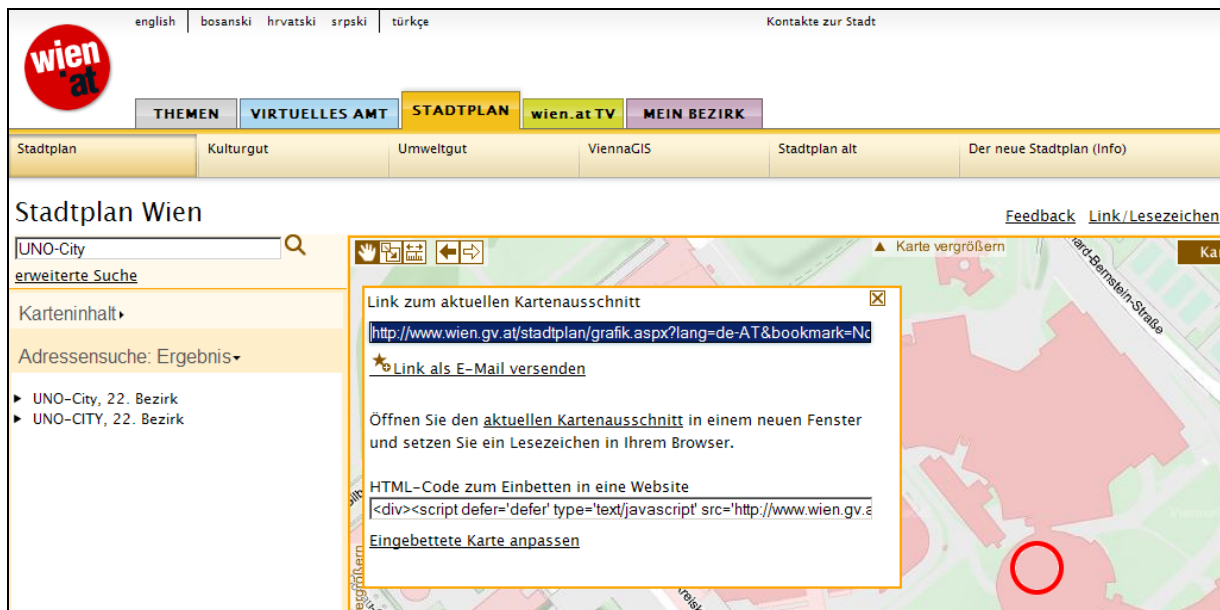 english bosanski hrvatski srpski türkçe Kontakte zur Stadt
wien
at
THEMEN VIRTUELLES AMT STADTPLAN wien.at TV MEIN BEZIRK
Stadtplan Kulturgut Umweltgut ViennaGIS Stadtplan alt Der neue Stadtplan (Info)
Stadtplan Wien
Feedback Link/Lesezeichen
UNO-City
erweiterte Suche
Karteninhalt
Adressensuche: Ergebnis
UNO-City, 22. Bezirk
UNO-CITY, 22. Bezirk
Karte vergrößern
Link zum aktuellen Kartenausschnitt
http://www.wien.gv.at/stadtplan/grafik.aspx?lang=de-AT&bookmark=Nc
Link als E-Mail versenden
Öffnen Sie den aktuellen Kartenausschnitt in einem neuen Fenster
und setzen Sie ein Lesezeichen in Ihrem Browser.
HTML-Code zum Einbetten in eine Website
<div><script defer='defer' type='text/javascript' src='http://www.wien.gv.a
Eingebettete Karte anpassen
ard-Bernstein-Straße